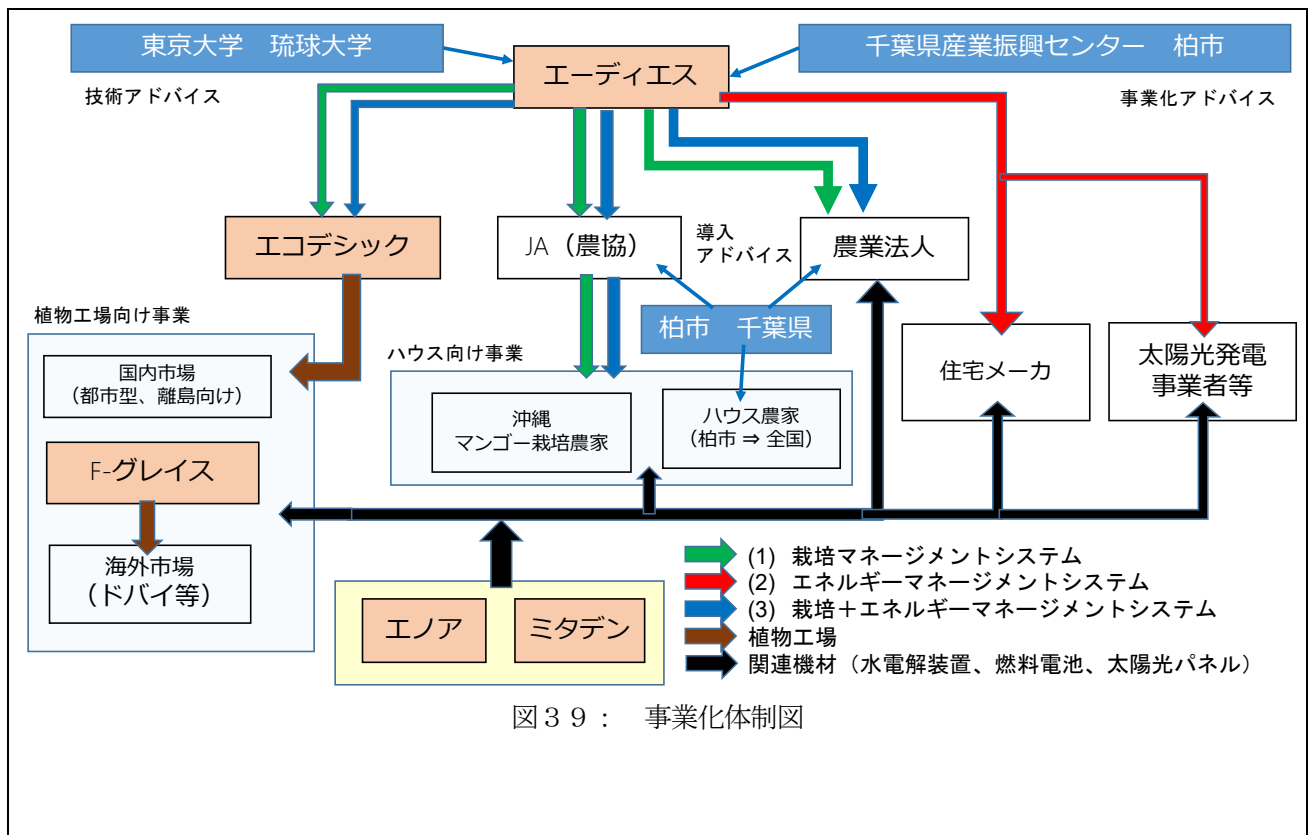 東京大学 琉球大学
千葉県産業振興センター 柏市
エーディエス
技術アドバイス
事業化アドバイス
エコデシック
JA（農協）
導入
アドバイス
農業法人
植物工場向け事業
柏市 千葉県
国内市場
（都市型、離島向け）
ハウス向け事業
住宅メーカ
太陽光発電
事業者等
沖縄
マンゴー栽培農家
ハウス農家
（柏市 ⇒ 全国）
F-グレイス
海外市場
（ドバイ等）
エノア
ミタデン
(1) 栽培マネージメントシステム
(2) エネルギーマネージメントシステム
(3) 栽培＋エネルギーマネージメントシステム
植物工場
関連機材（水電解装置、燃料電池、太陽光パネル）
図３９： 事業化体制図